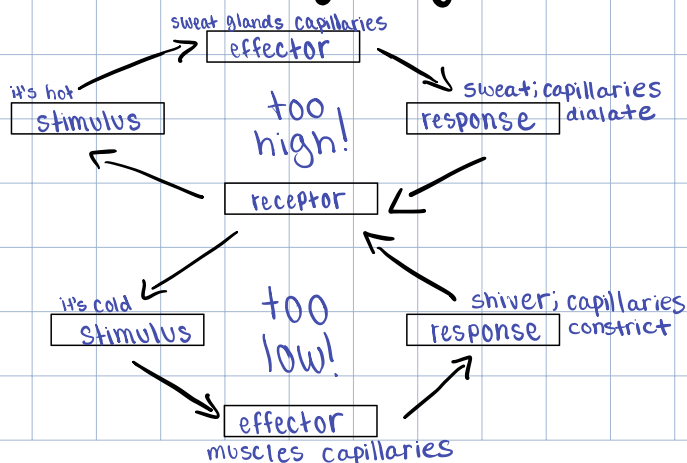 sweat glands capillaries
effector
it's hot
stimulus
too
high!
sweat; capillaries
dialate
response
receptor
it's cold
stimulus
too
low!
shiver; capillaries
constrict
response
effector
muscles capillaries